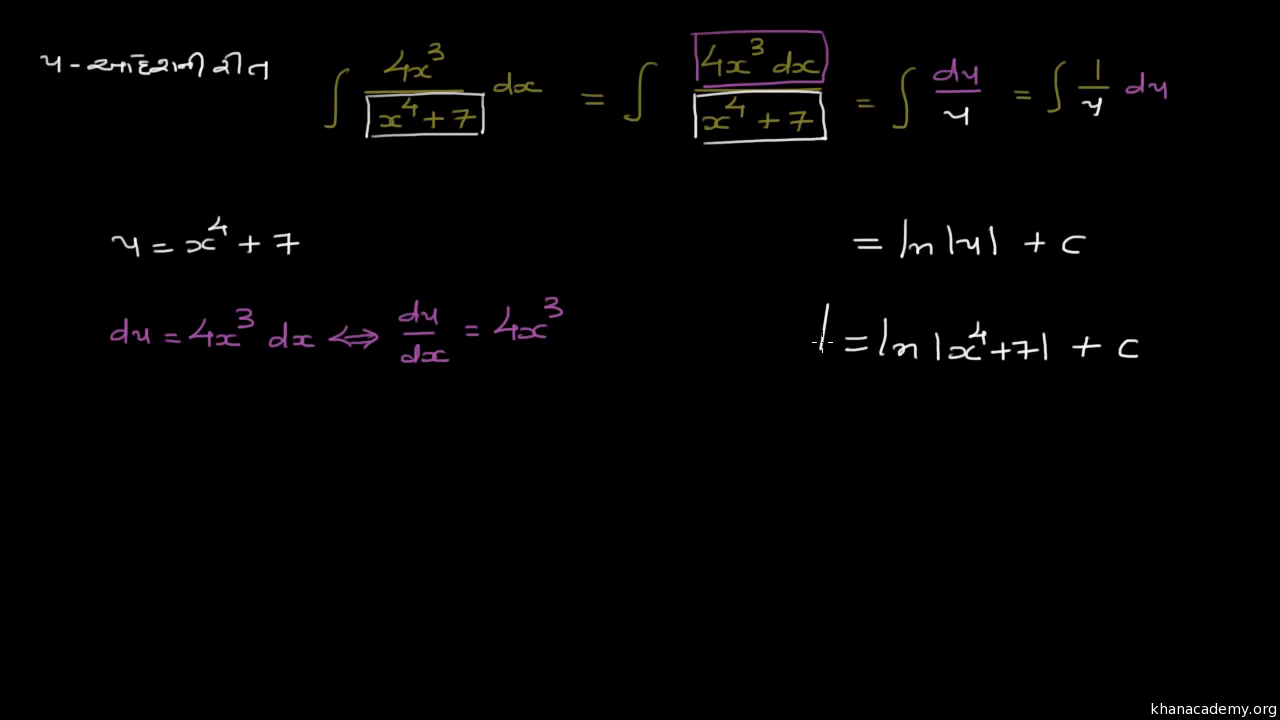 u-આદેશની રીત
∫ 4x³/(x⁴+7) dx = ∫ 4x³ dx/(x⁴+7) = ∫ du/u = ∫ 1/u du
u = x⁴ + 7
= ln |u| + c
du = 4x³ dx ⟺ du/dx = 4x³
= ln |x⁴+7| + c
khanacademy.org